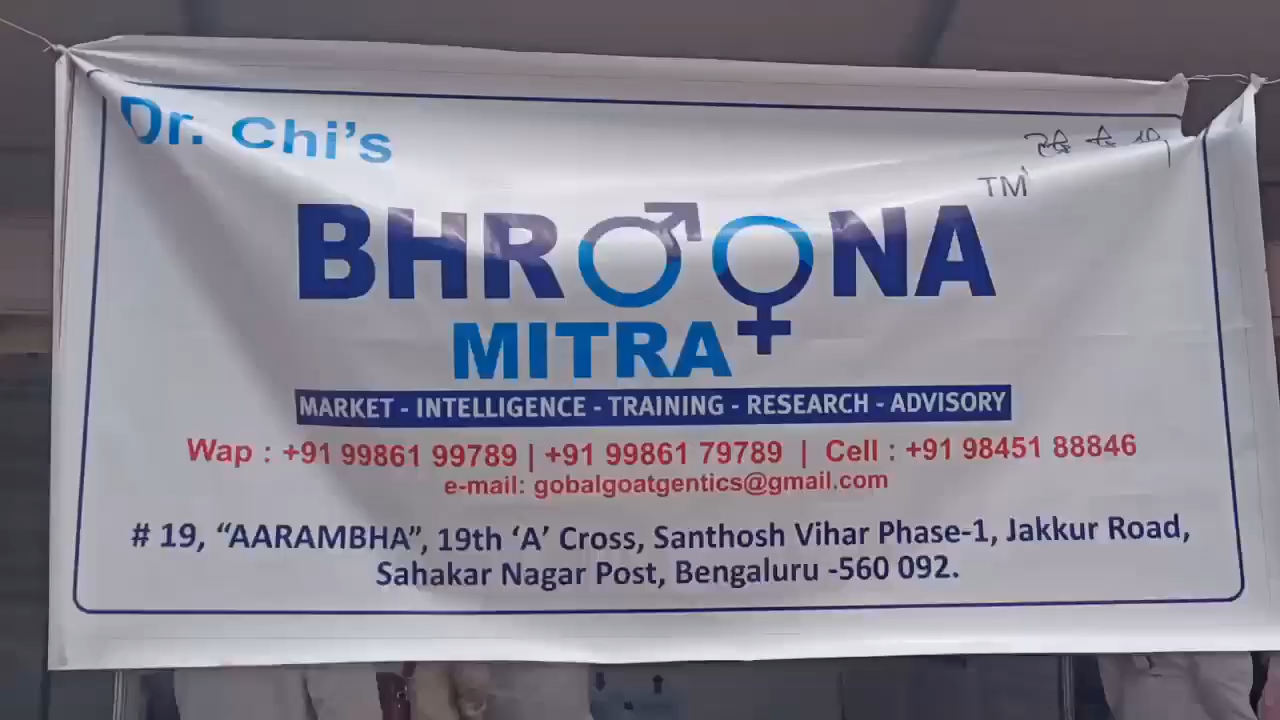 Dr. Chi's
TM
BHROONA
MITRA
MARKET - INTELLIGENCE - TRAINING - RESEARCH - ADVISORY
Wap : +91 99861 99789 | +91 99861 79789 | Cell : +91 98451 88846
e-mail: gobalgoatgentics@gmail.com
# 19, “AARAMBHA”, 19th ‘A’ Cross, Santhosh Vihar Phase-1, Jakkur Road,
Sahakar Nagar Post, Bengaluru -560 092.